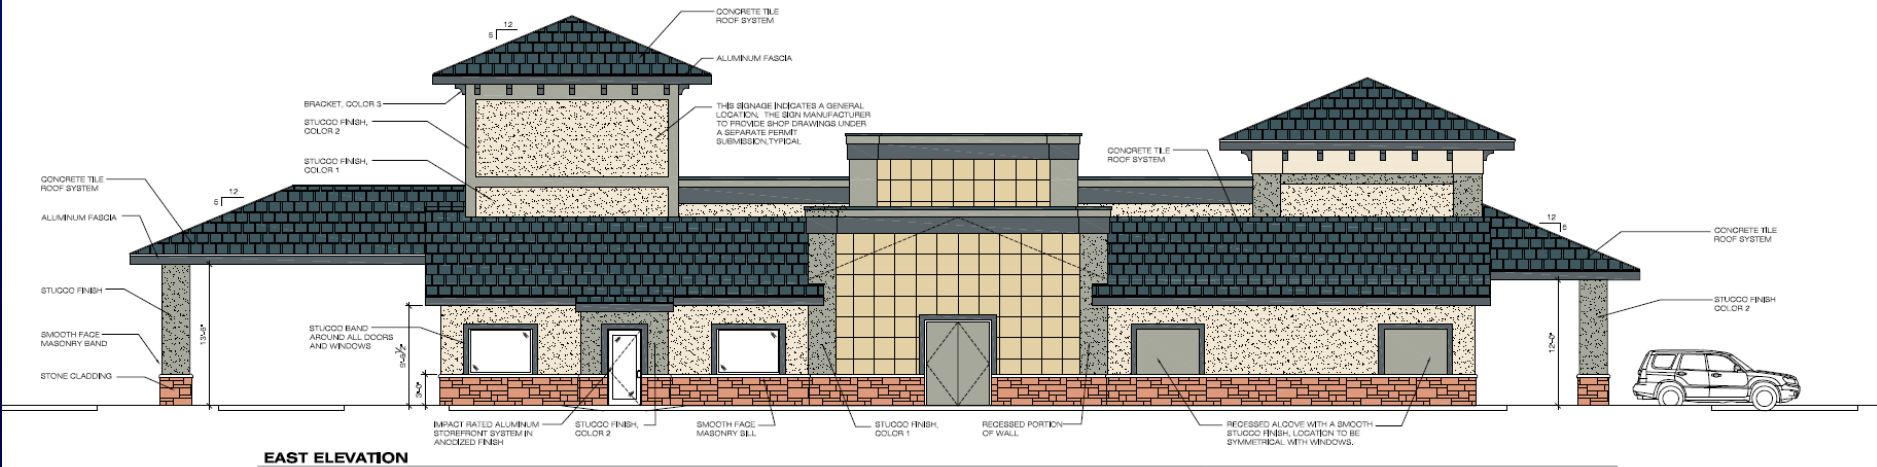 CONCRETE TILE
ROOF SYSTEM
12
5
ALUMINUM FASCIA
BRACKET, COLOR 3
STUCCO FINISH,
COLOR 2
THIS SIGNAGE INDICATES A GENERAL
LOCATION, THE SIGN MANUFACTURER
TO PROVIDE SHOP DRAWINGS UNDER
A SEPARATE PERMIT
SUBMISSION, TYPICAL
STUCCO FINISH,
COLOR 1
CONCRETE TILE
ROOF SYSTEM
CONCRETE TILE
ROOF SYSTEM
12
5
ALUMINUM FASCIA
12
CONCRETE TILE
ROOF SYSTEM
STUCCO FINISH
STUCCO FINISH
COLOR 2
SMOOTH FACE
MASONRY BAND
STUCCO BAND
AROUND ALL DOORS
AND WINDOWS
STONE CLADDING
3'-0"
12'-0"
IMPACT RATED ALUMINUM
STOREFRONT SYSTEM IN
ANODIZED FINISH
STUCCO FINISH,
COLOR 2
SMOOTH FACE
MASONRY SILL
STUCCO FINISH,
COLOR 1
RECESSED PORTION
OF WALL
RECESSED ALCOVE WITH A SMOOTH
STUCCO FINISH, LOCATION TO BE
SYMMETRICAL WITH WINDOWS.
EAST ELEVATION